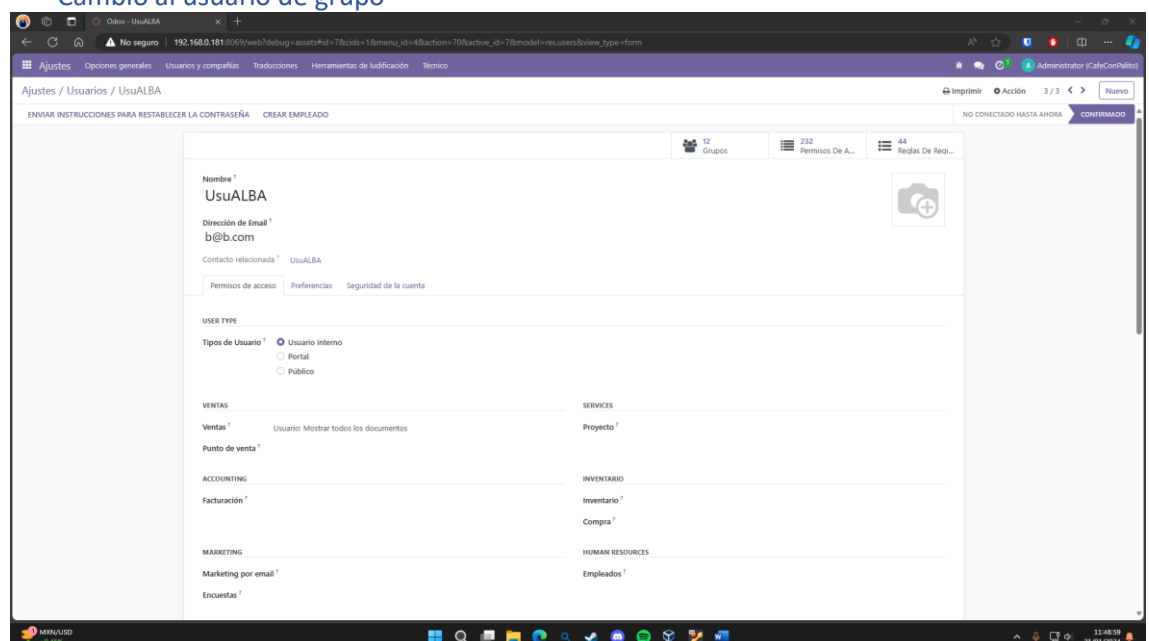 Cambio al usuario de grupo
Odoo - UsuALBA
No seguro 192.168.0.181:8069/web?debug=assets#id=7&cids=1&menu_id=4&action=70&active_id=7&model=res.users&view_type=form
Ajustes Opciones generales Usuarios y compañías Traducciones Herramientas de ludificación Técnico 1 A Administrator (CafeConPalito)
Ajustes / Usuarios / UsuALBA Imprimir Acción 3 / 3 Nuevo
ENVIAR INSTRUCCIONES PARA RESTABLECER LA CONTRASEÑA CREAR EMPLEADO NO CONECTADO HASTA AHORA CONFIRMADO
12 232 44
Grupos Permisos De A... Reglas De Regi...
Nombre ?
UsuALBA
Dirección de Email ?
b@b.com
Contacto relacionada ? UsuALBA
Permisos de acceso Preferencias Seguridad de la cuenta
USER TYPE
Tipos de Usuario ? Usuario interno
Portal
Público
VENTAS SERVICES
Ventas ? Usuario: Mostrar todos los documentos Proyecto ?
Punto de venta ?
ACCOUNTING INVENTARIO
Facturación ? Inventario ?
Compra ?
MARKETING HUMAN RESOURCES
Marketing por email ? Empleados ?
Encuestas ?
1 MXN/USD 11:48:59